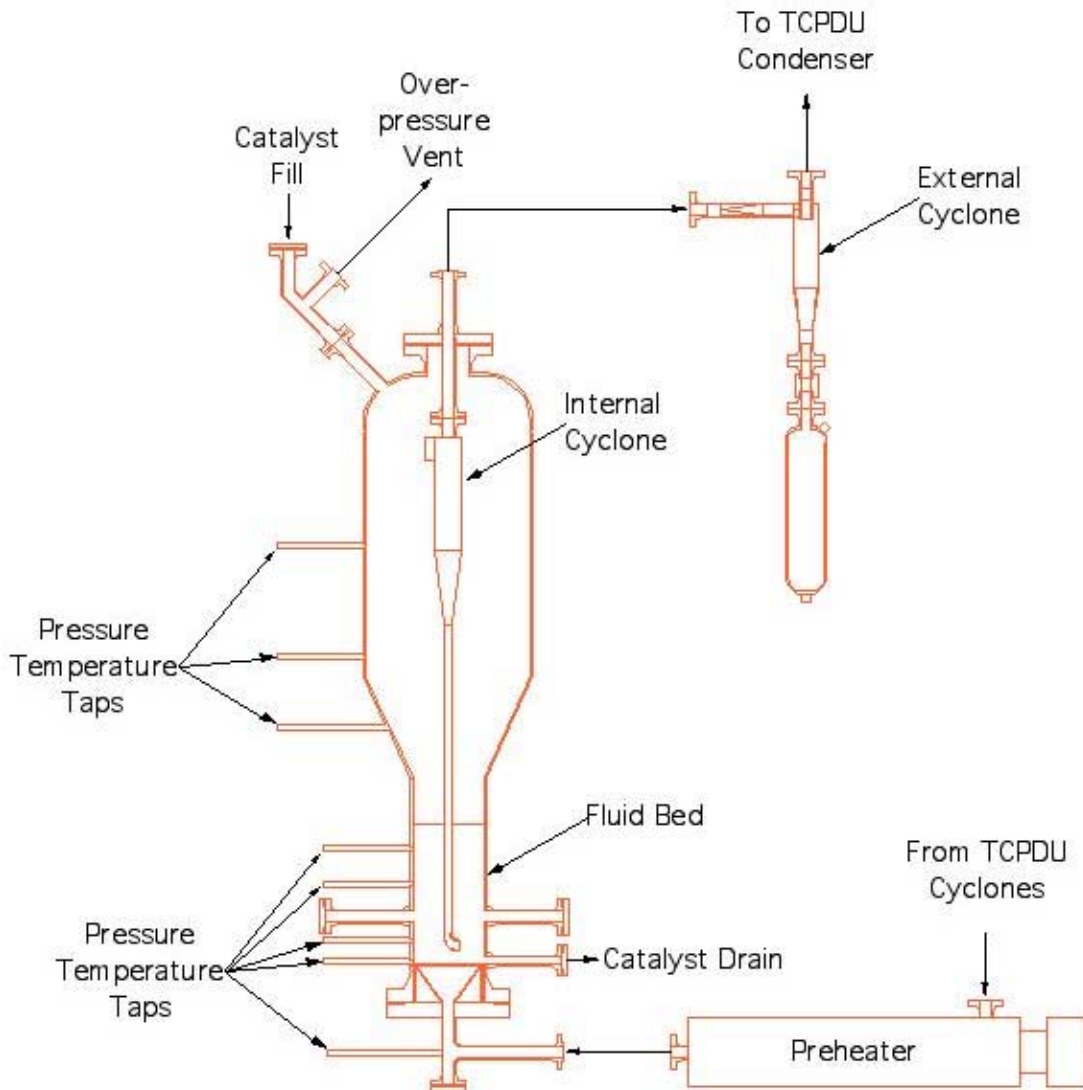 To TCPDU
Condenser
Over-
pressure
Vent
Catalyst
Fill
External
Cyclone
Internal
Cyclone
Pressure
Temperature
Taps
Fluid Bed
From TCPDU
Cyclones
Pressure
Temperature
Taps
Catalyst Drain
Preheater